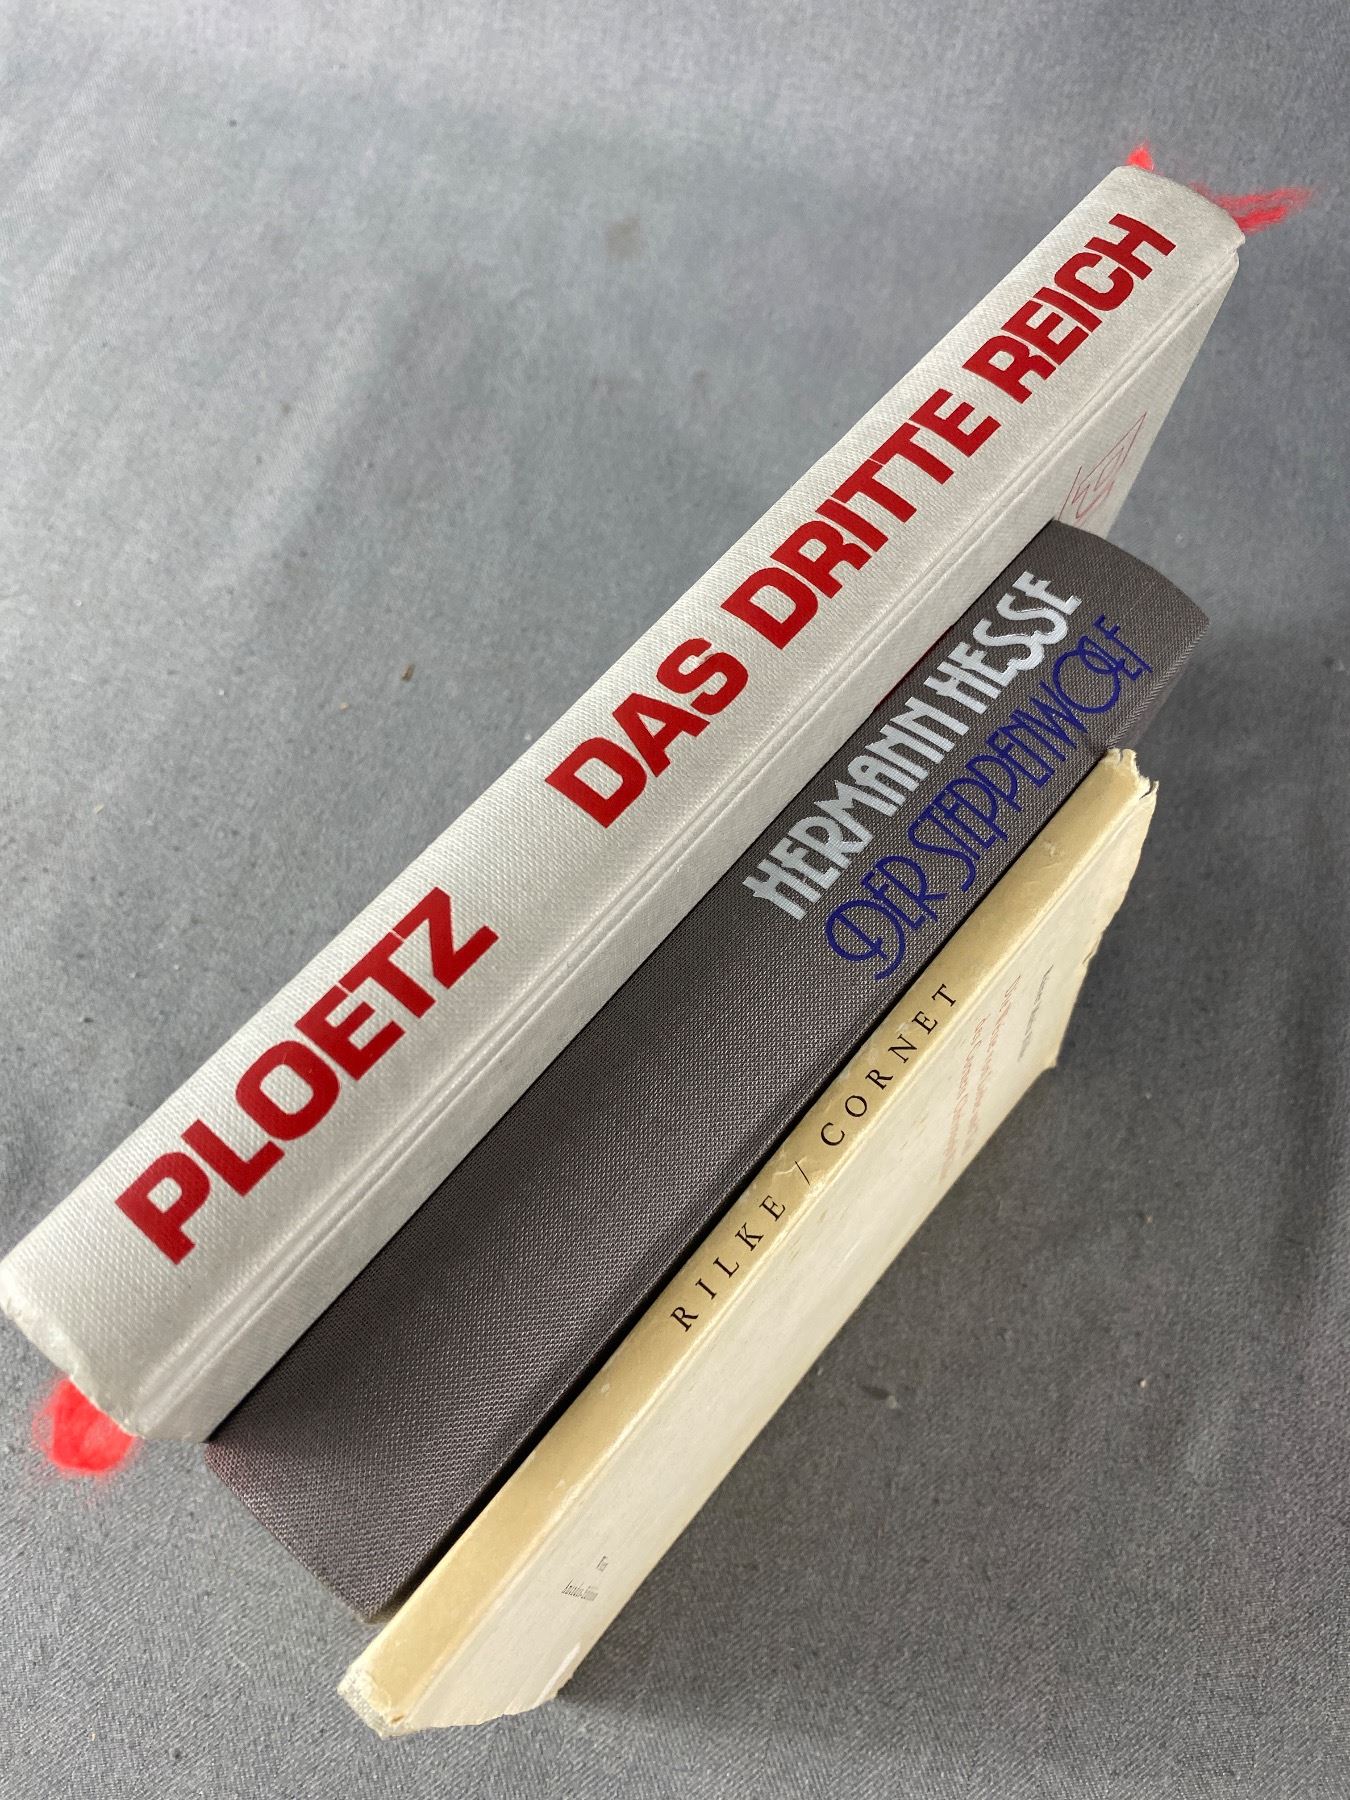 PLOETZ DAS DRITTE REICH
HERMANN HESSE
DER STEPPENWOLF
RILKE / CORNET